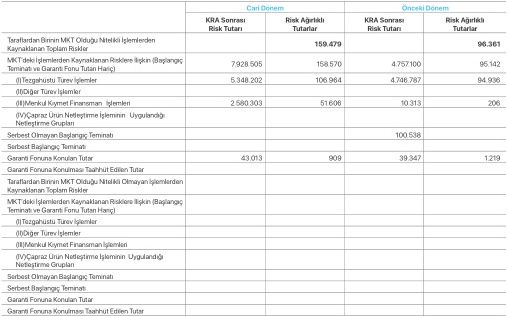 Cari Dönem Önceki Dönem
KRA Sonrası Risk Ağırlıklı KRA Sonrası Risk Ağırlıklı
Risk Tutarı Tutarlar Risk Tutarı Tutarlar
Taraflardan Birinin MKT Olduğu Nitelikli İşlemlerden
Kaynaklanan Toplam Riskler 159.479 96.361
MKT'deki İşlemlerden Kaynaklanan Risklere İlişkin (Başlangıç
Teminatı ve Garanti Fonu Tutarı Hariç) 7.928.505 158.570 4.757.100 95.142
(I)Tezgahüstü Türev İşlemler 5.348.202 106.964 4.746.787 94.936
(II)Diğer Türev İşlemler
(III)Menkul Kıymet Finansman İşlemleri 2.580.303 51.606 10.313 206
(IV)Çapraz Ürün Netleştirme İşleminin Uygulandığı
Netleştirme Grupları
Serbest Olmayan Başlangıç Teminatı 100.538
Serbest Başlangıç Teminatı
Garanti Fonuna Konulan Tutar 43.013 909 39.347 1.219
Garanti Fonuna Konulması Taahhüt Edilen Tutar
Taraflardan Birinin MKT Olduğu Nitelikli Olmayan İşlemlerden
Kaynaklanan Toplam Riskler
MKT'deki İşlemlerden Kaynaklanan Risklere İlişkin (Başlangıç
Teminatı ve Garanti Fonu Tutarı Hariç)
(I)Tezgahüstü Türev İşlemler
(II)Diğer Türev İşlemler
(III)Menkul Kıymet Finansman İşlemleri
(IV)Çapraz Ürün Netleştirme İşleminin Uygulandığı
Netleştirme Grupları
Serbest Olmayan Başlangıç Teminatı
Serbest Başlangıç Teminatı
Garanti Fonuna Konulan Tutar
Garanti Fonuna Konulması Taahhüt Edilen Tutar